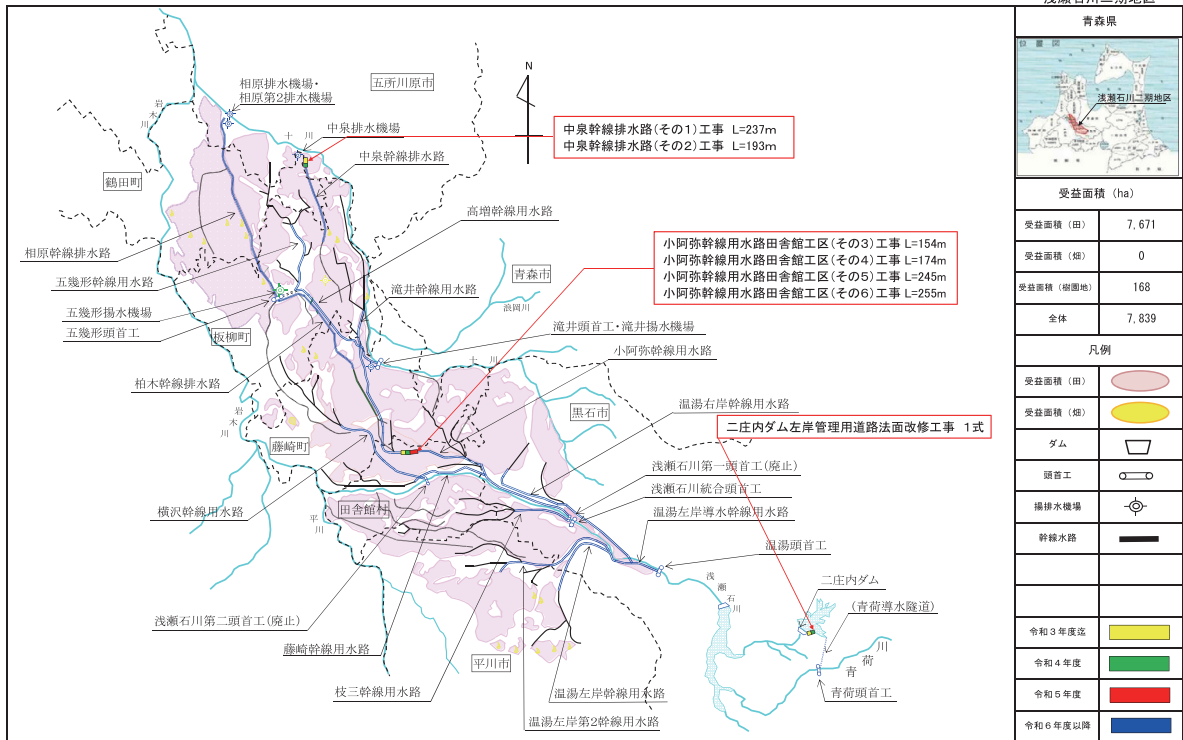 浅瀬石川二期地区
青森県
位置図
浅瀬石川二期地区
受益面積(ha)
受益面積(田) 7,671
受益面積(畑) 0
受益面積(樹園地) 168
全体 7,839
凡例
受益面積(田)
受益面積(畑)
ダム
頭首工
揚排水機場
幹線水路
令和3年度迄
令和4年度
令和5年度
令和6年度以降
N
相原排水機場・
相原第2排水機場
五所川原市
岩木川
十川
中泉排水機場
中泉幹線排水路(その1)工事 L=237m
中泉幹線排水路(その2)工事 L=193m
中泉幹線排水路
鶴田町
高増幹線用水路
相原幹線排水路
小阿弥幹線用水路田舎館工区(その3)工事 L=154m
小阿弥幹線用水路田舎館工区(その4)工事 L=174m
小阿弥幹線用水路田舎館工区(その5)工事 L=245m
小阿弥幹線用水路田舎館工区(その6)工事 L=255m
青森市
五幾形幹線用水路
滝井幹線用水路
浪岡川
五幾形揚水機場
五幾形頭首工
滝井頭首工・滝井揚水機場
板柳町
小阿弥幹線用水路
十川
柏木幹線排水路
岩木川
黒石市
温湯右岸幹線用水路
二庄内ダム左岸管理用道路法面改修工事 1式
藤崎町
浅瀬石川第一頭首工(廃止)
浅瀬石川統合頭首工
横沢幹線用水路
田舎館村
平川
温湯左岸導水幹線用水路
温湯頭首工
浅瀬石川
二庄内ダム
(青荷導水隧道)
浅瀬石川第二頭首工(廃止)
藤崎幹線用水路
平川市
青荷川
枝三幹線用水路
温湯左岸幹線用水路
青荷頭首工
温湯左岸第2幹線用水路